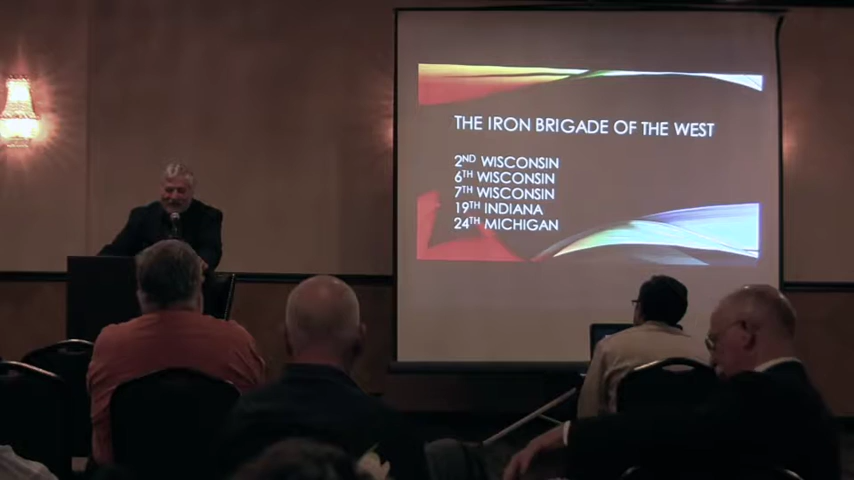 THE IRON BRIGADE OF THE WEST
2ND WISCONSIN
6TH WISCONSIN
7TH WISCONSIN
19TH INDIANA
24TH MICHIGAN